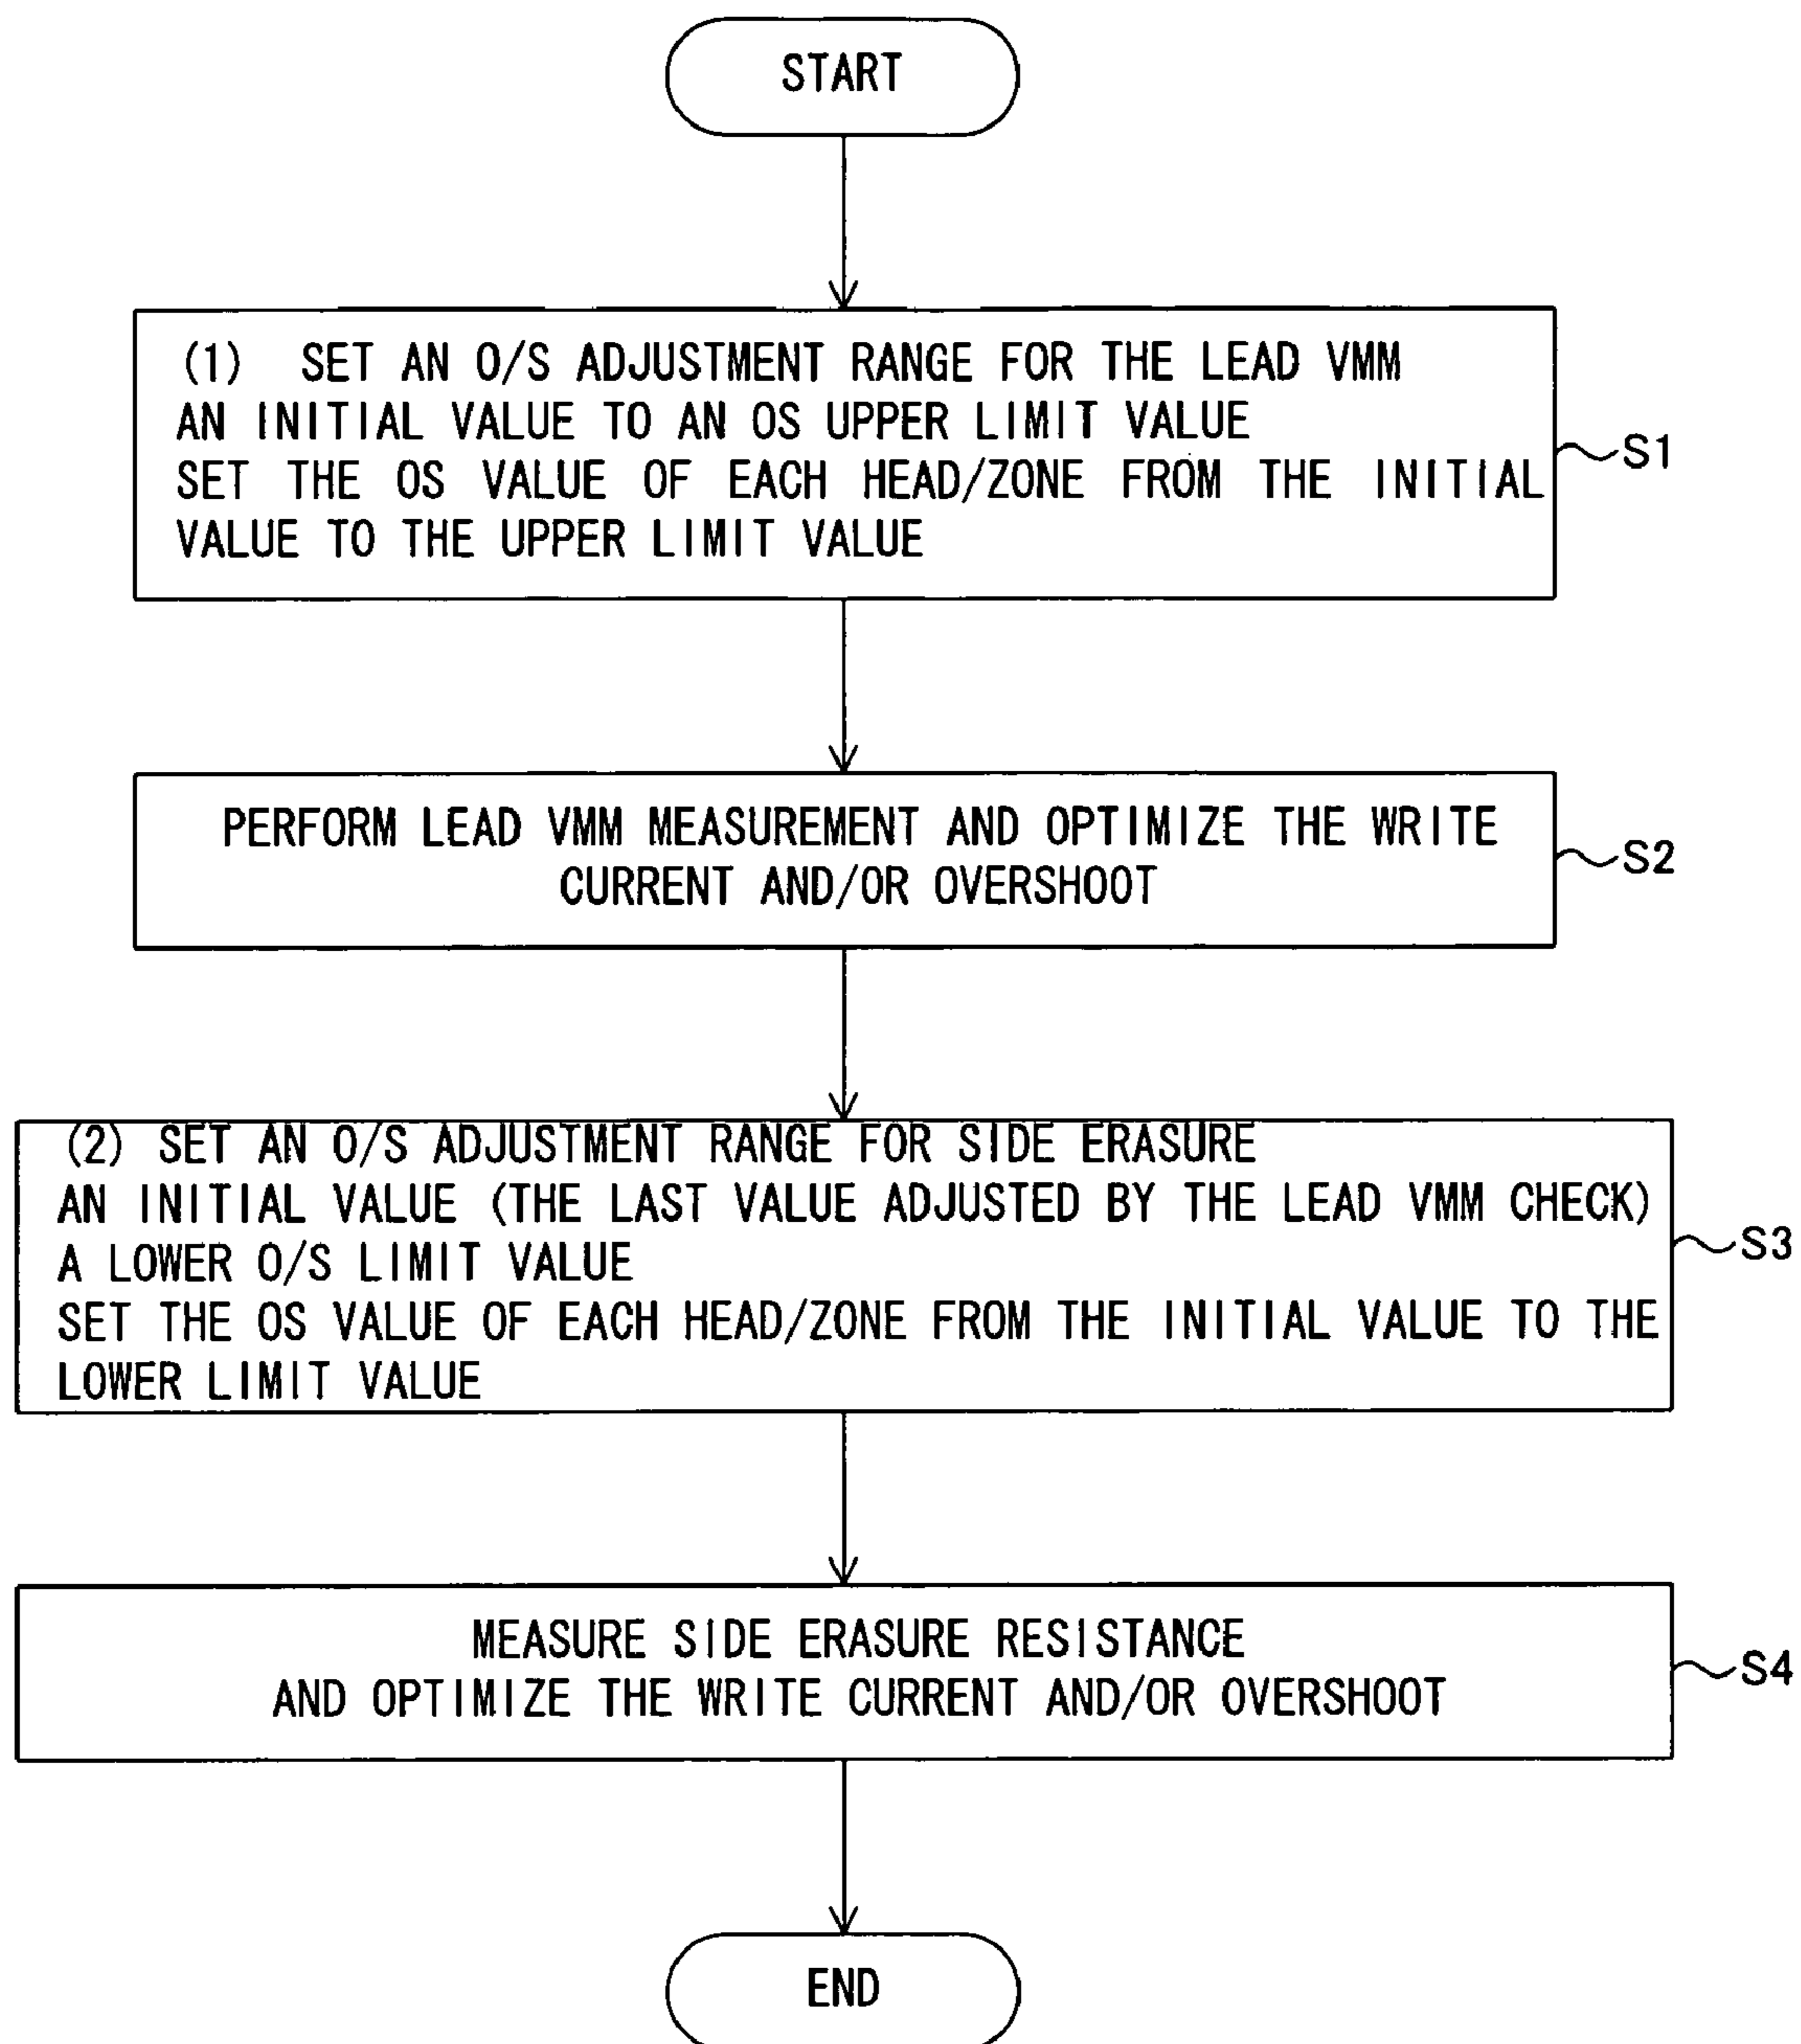 START
(1) SET AN O/S ADJUSTMENT RANGE FOR THE LEAD VMM
AN INITIAL VALUE TO AN OS UPPER LIMIT VALUE
SET THE OS VALUE OF EACH HEAD/ZONE FROM THE INITIAL
VALUE TO THE UPPER LIMIT VALUE
S1
PERFORM LEAD VMM MEASUREMENT AND OPTIMIZE THE WRITE
CURRENT AND/OR OVERSHOOT
S2
(2) SET AN O/S ADJUSTMENT RANGE FOR SIDE ERASURE
AN INITIAL VALUE (THE LAST VALUE ADJUSTED BY THE LEAD VMM CHECK)
A LOWER O/S LIMIT VALUE
SET THE OS VALUE OF EACH HEAD/ZONE FROM THE INITIAL VALUE TO THE
LOWER LIMIT VALUE
S3
MEASURE SIDE ERASURE RESISTANCE
AND OPTIMIZE THE WRITE CURRENT AND/OR OVERSHOOT
S4
END